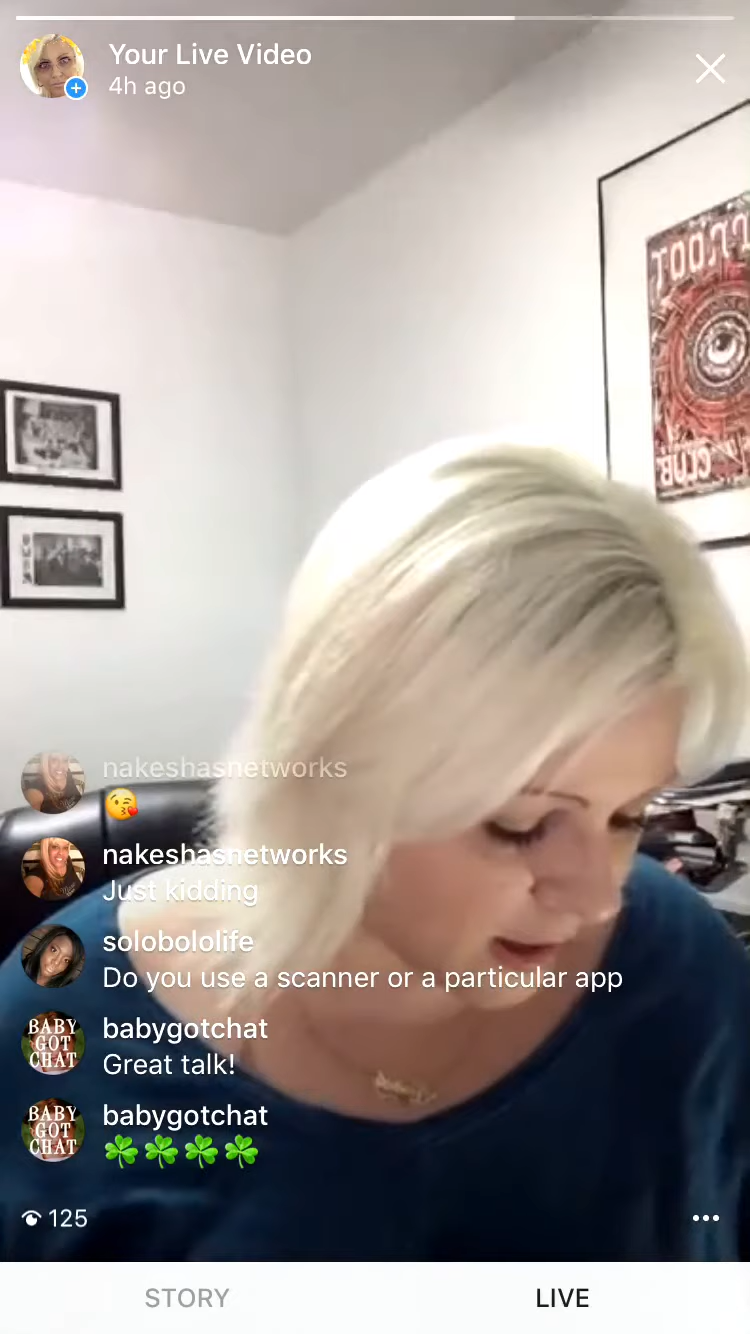 Your Live Video
4h ago
CLUB
nakeshasnetworks
😘
nakeshasnetworks
Just kidding
solobololife
Do you use a scanner or a particular app
BABY
GOT
CHAT
babygotchat
Great talk!
BABY
GOT
CHAT
babygotchat
☘☘☘☘
125
STORY
LIVE